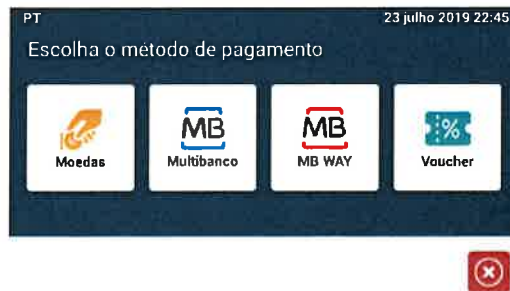 PT 23 julho 2019 22:45
Escolha o método de pagamento
MB MB %
Moedas Multibanco MB WAY Voucher